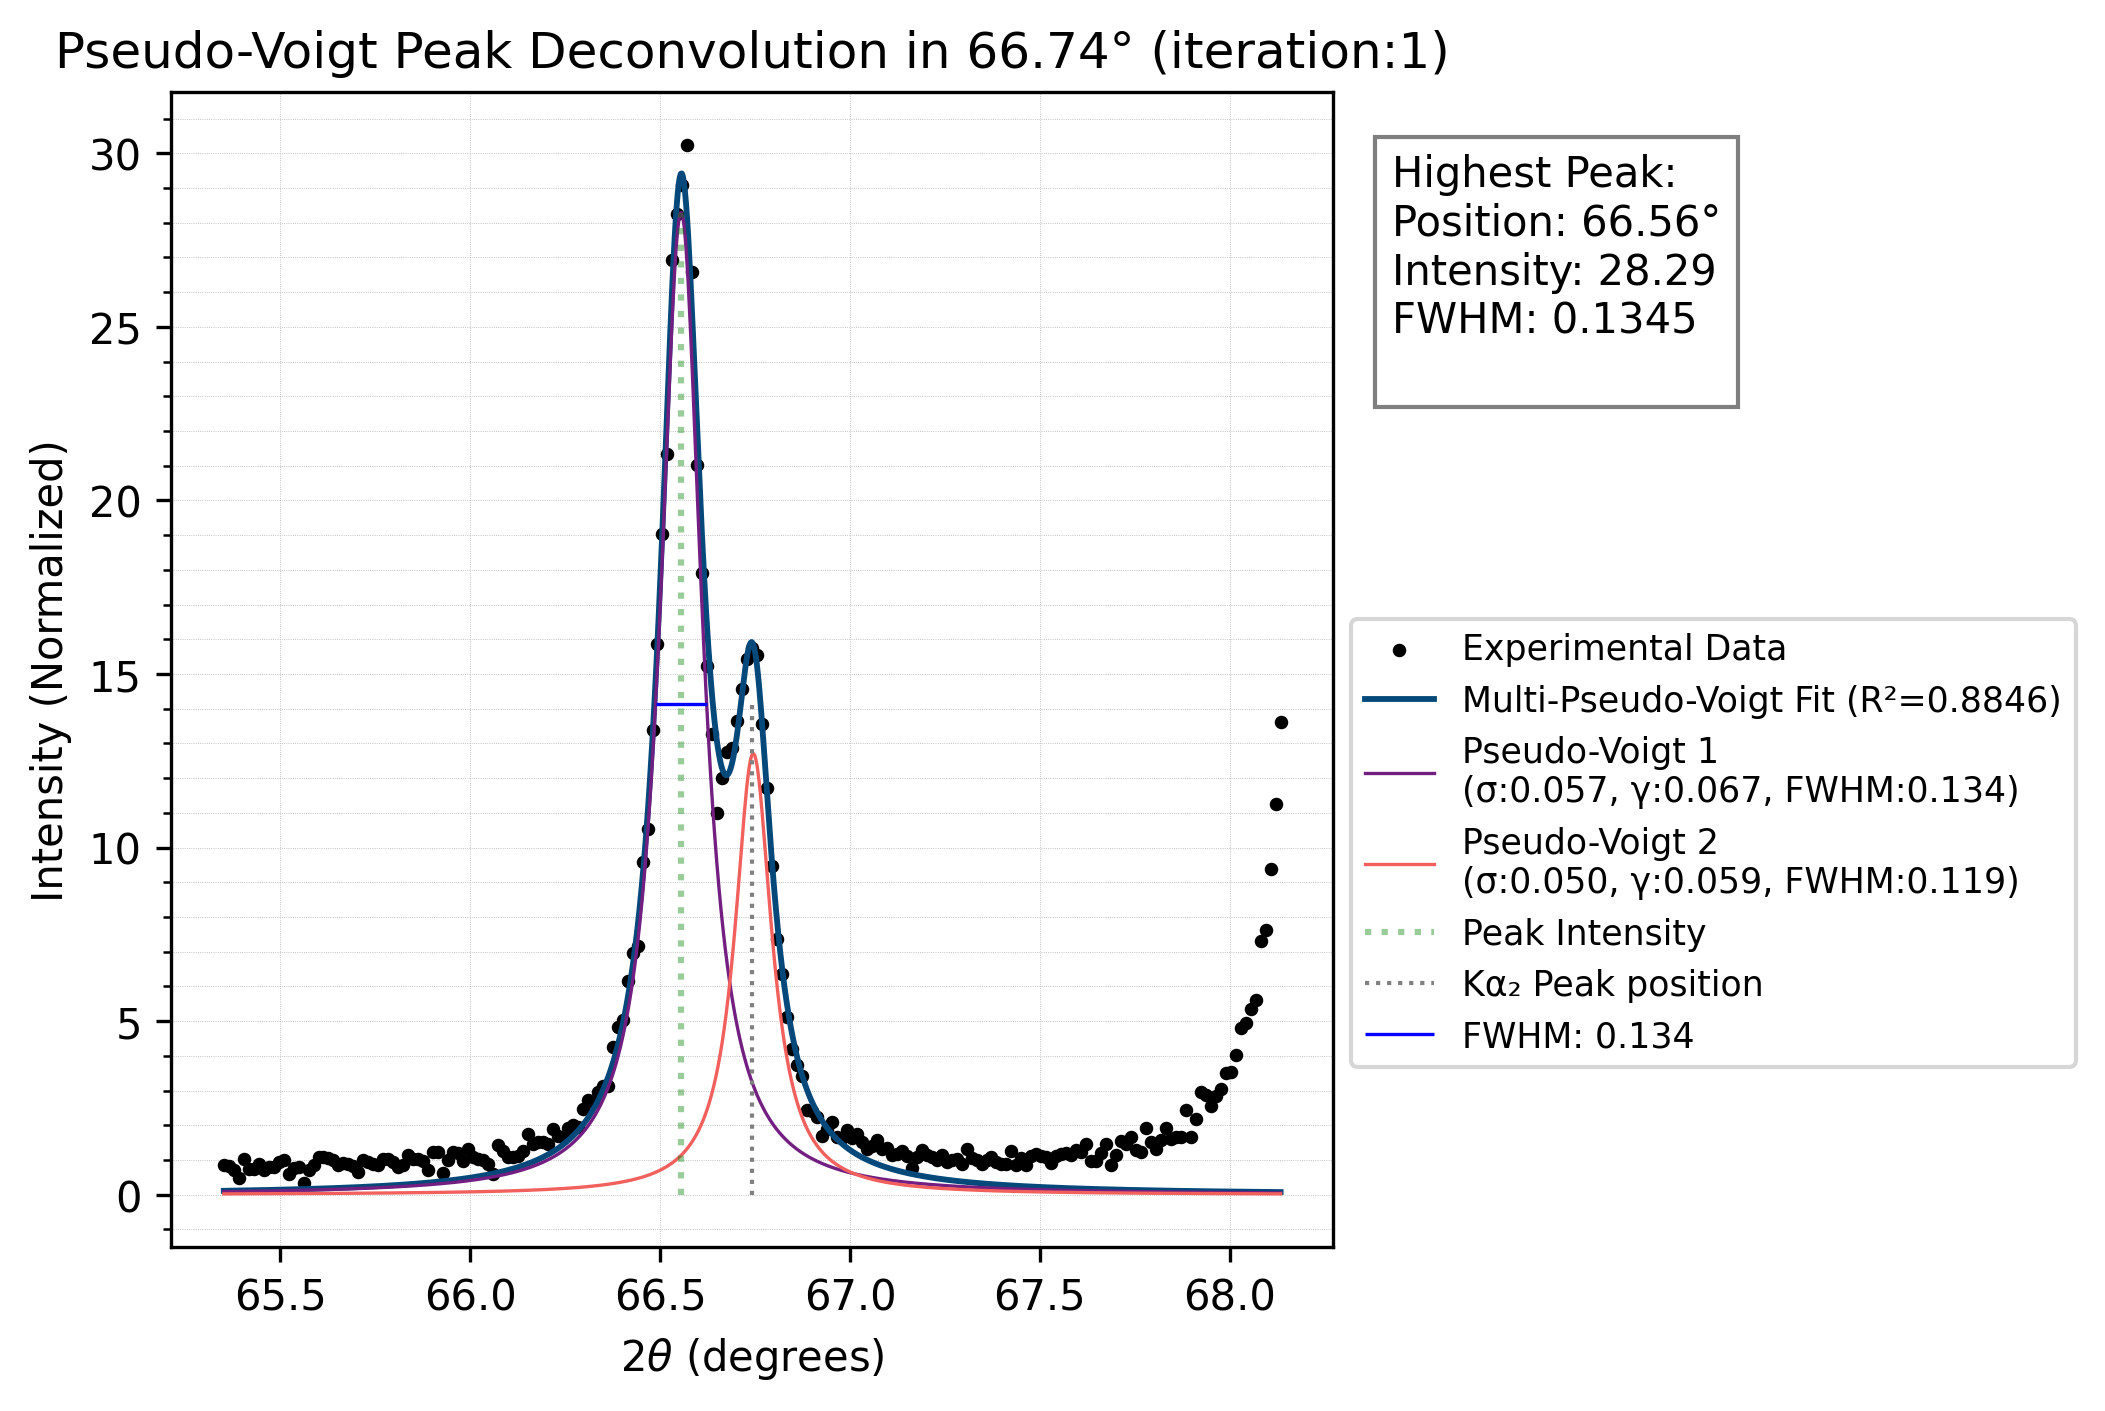 Pseudo-Voigt Peak Deconvolution in 66.74° (iteration:1)
Highest Peak:
Position: 66.56°
Intensity: 28.29
FWHM: 0.1345
30
25
20
15
10
5
0
Intensity (Normalized)
65.5 66.0 66.5 67.0 67.5 68.0
2θ (degrees)
Experimental Data
Multi-Pseudo-Voigt Fit (R²=0.8846)
Pseudo-Voigt 1
(σ:0.057, γ:0.067, FWHM:0.134)
Pseudo-Voigt 2
(σ:0.050, γ:0.059, FWHM:0.119)
Peak Intensity
Kα₂ Peak position
FWHM: 0.134